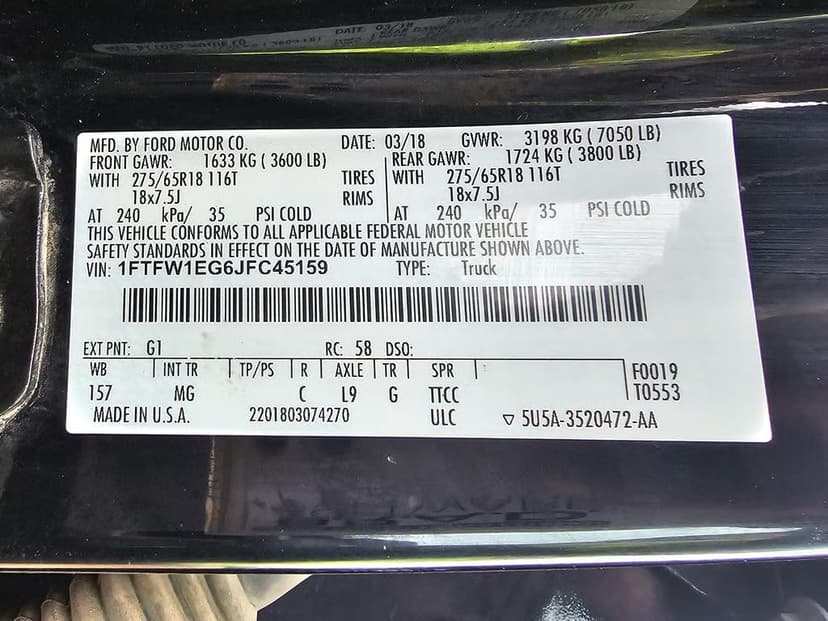 MFD. BY FORD MOTOR CO. DATE: 03/18 GVWR: 3198 KG ( 7050 LB)
FRONT GAWR: 1633 KG ( 3600 LB) REAR GAWR: 1724 KG ( 3800 LB)
WITH 275/65R18 116T TIRES WITH 275/65R18 116T TIRES
18x7.5J RIMS 18x7.5J RIMS
AT 240 kPa/ 35 PSI COLD AT 240 kPa/ 35 PSI COLD
THIS VEHICLE CONFORMS TO ALL APPLICABLE FEDERAL MOTOR VEHICLE
SAFETY STANDARDS IN EFFECT ON THE DATE OF MANUFACTURE SHOWN ABOVE.
VIN: 1FTFW1EG6JFC45159 TYPE: Truck
EXT PNT: G1 RC: 58 DSO:
WB INT TR TP/PS R AXLE TR SPR F0019
157 MG C L9 G TTCC T0553
MADE IN U.S.A. 2201803074270 ULC ▽ 5U5A-3520472-AA